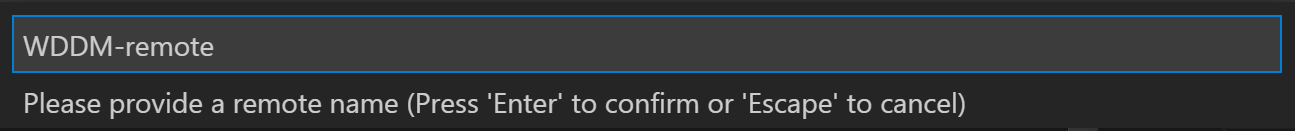 WDDM-remote
Please provide a remote name (Press 'Enter' to confirm or 'Escape' to cancel)